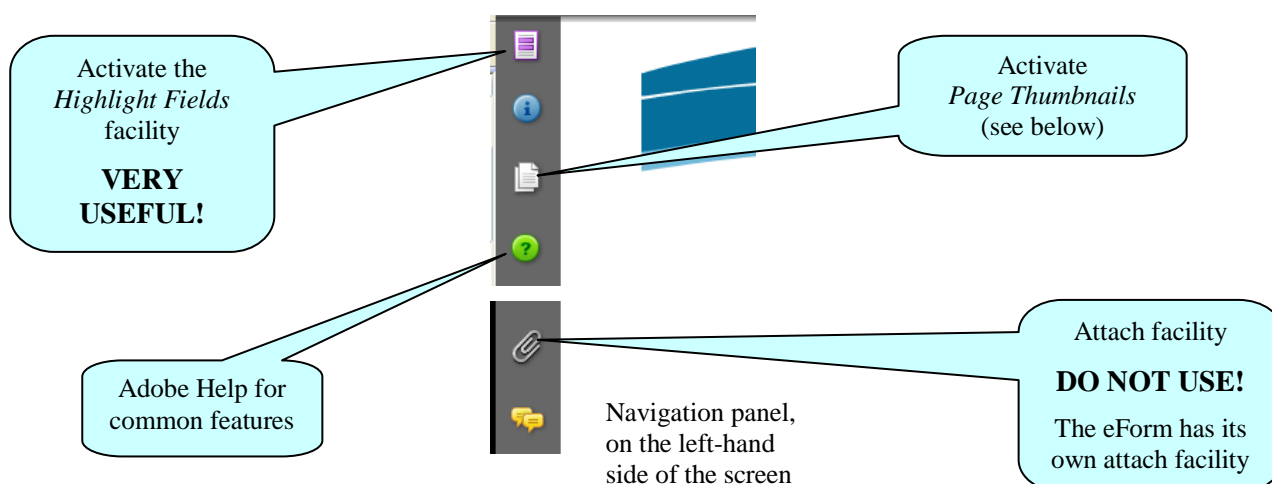 Activate the
Highlight Fields
facility
VERY
USEFUL!
Activate
Page Thumbnails
(see below)
Adobe Help for
common features
Navigation panel,
on the left-hand
side of the screen
Attach facility
DO NOT USE!
The eForm has its
own attach facility